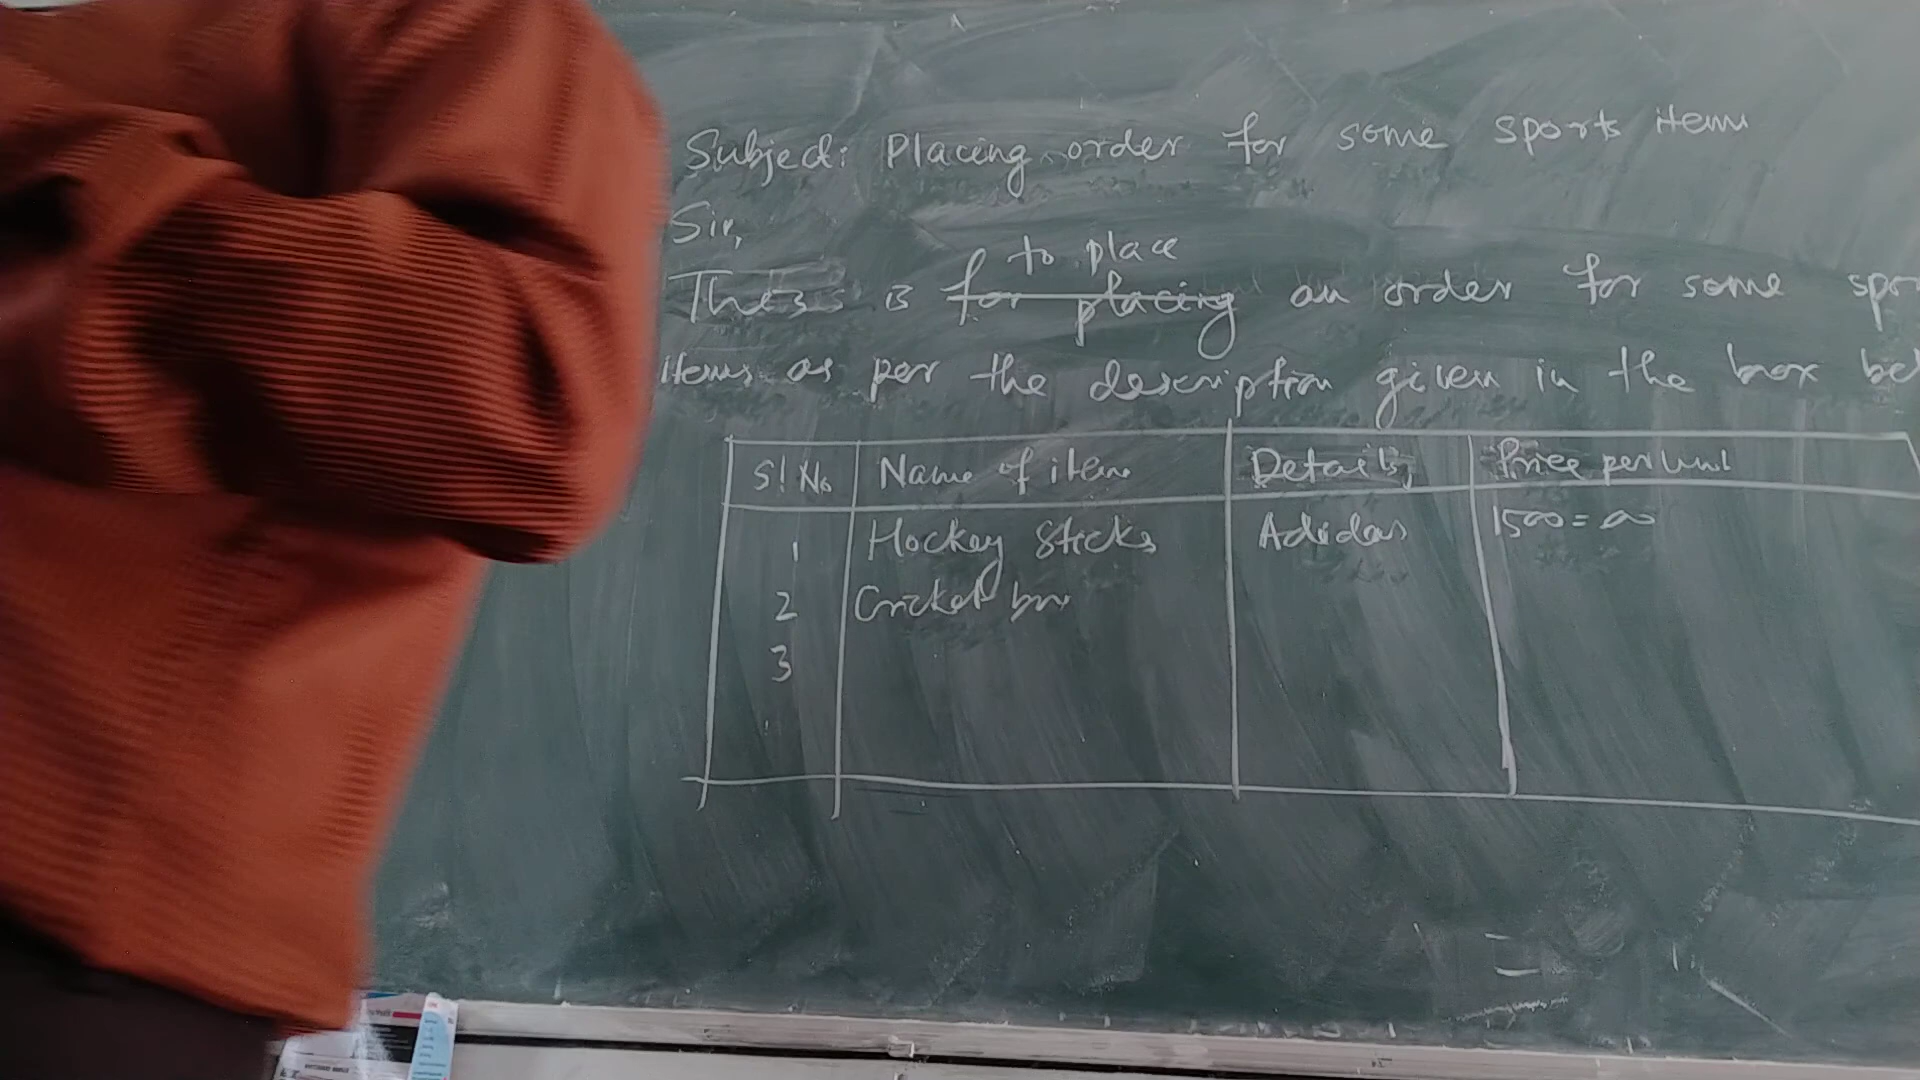 Subject: Placing order for some sports items
Sir,
to place
This is for placing an order for some spor
items as per the description given in the box bel
Sl No Name of item Details Price per Unit
1 Hockey Sticks Adidas 1500=00
2 Cricket
3